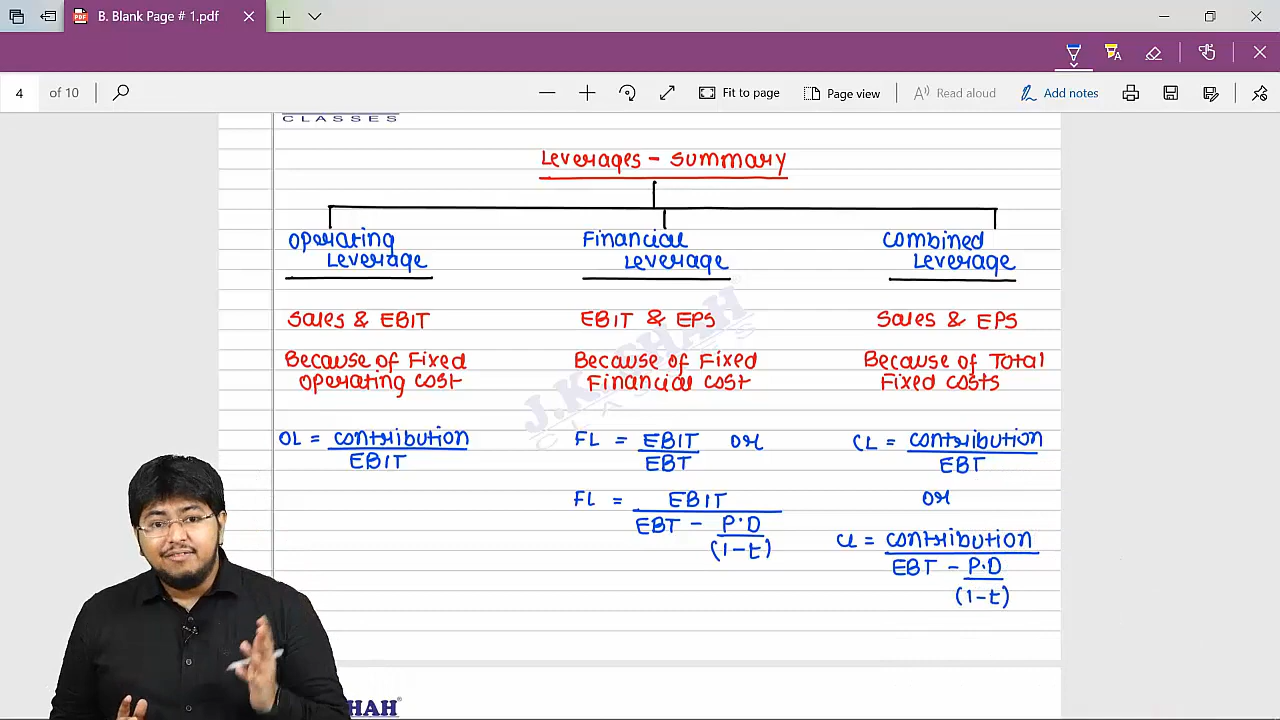 B. Blank Page # 1.pdf
4 of 10
Fit to page
Page view
Read aloud
Add notes
CLASSES
Leverages - Summary
Operating Leverage
Financial Leverage
Combined Leverage
Sales & EBIT
EBIT & EPS
Sales & EPS
Because of Fixed Operating cost
Because of Fixed Financial cost
Because of Total Fixed costs
OL = contribution
EBIT
FL = EBIT or
EBT
CL = contribution
EBT
FL = EBIT
EBT - P.D
(1-t)
or
CL = contribution
EBT - P.D
(1-t)
J.K. SHAH
CLASSES
HAH